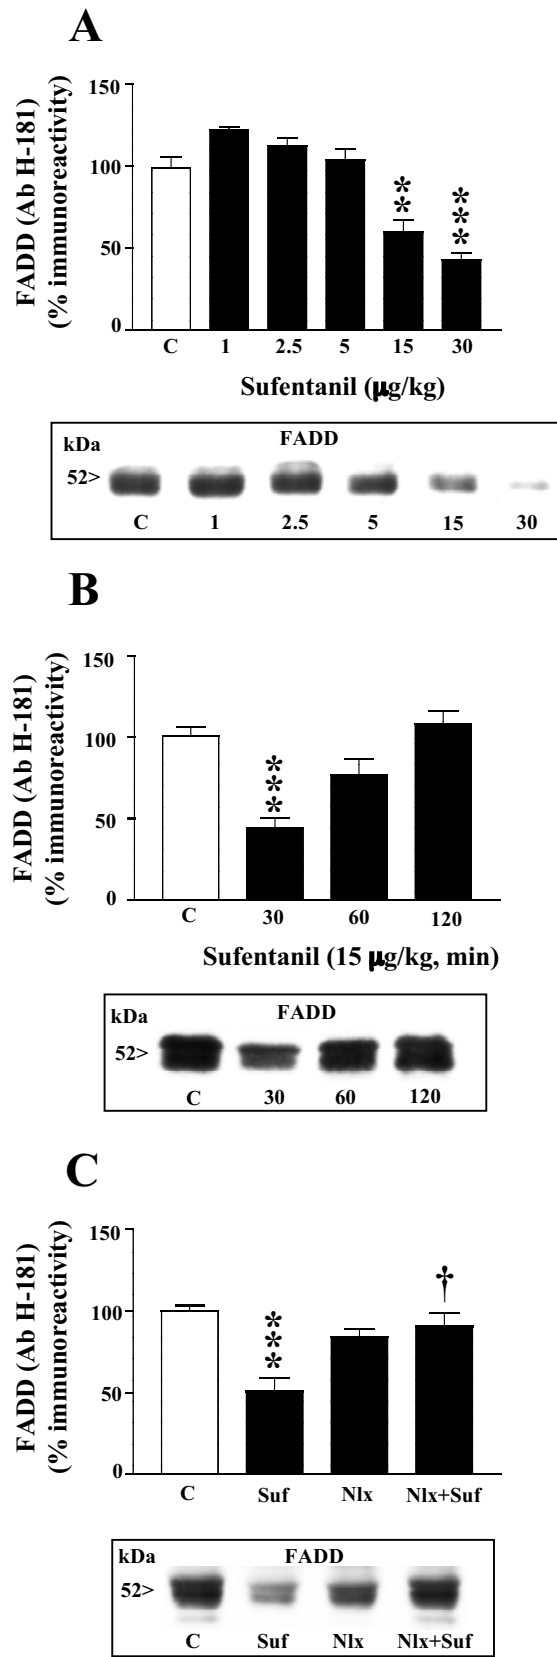 A
FADD (Ab H-181)
(% immunoreactivity)
150
100
50
0
**
***
C 1 2.5 5 15 30
Sufentanil (μg/kg)
kDa FADD
52>
C 1 2.5 5 15 30
B
FADD (Ab H-181)
(% immunoreactivity)
150
100
50
0
***
C 30 60 120
Sufentanil (15 μg/kg, min)
kDa FADD
52>
C 30 60 120
C
FADD (Ab H-181)
(% immunoreactivity)
150
100
50
0
***
†
C Suf Nlx Nlx+Suf
kDa FADD
52>
C Suf Nlx Nlx+Suf